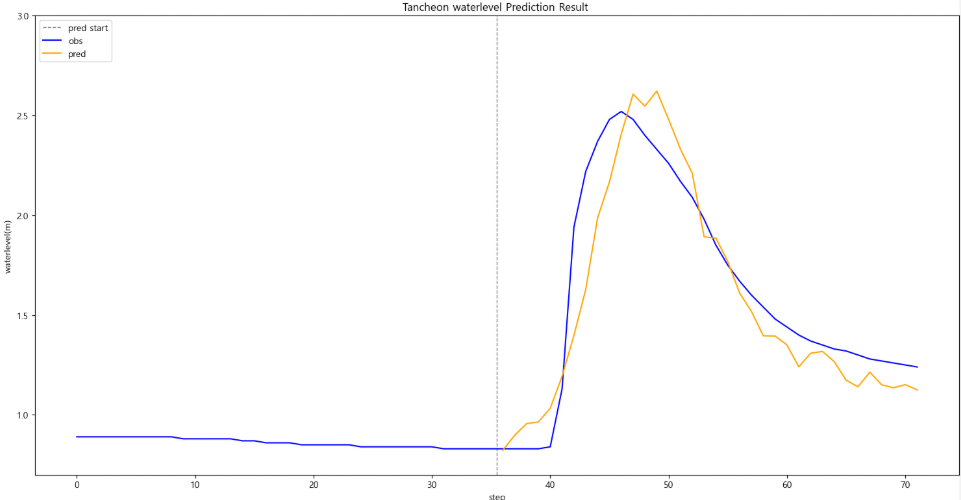 Tancheon waterlevel Prediction Result
pred start
obs
pred
waterlevel(m)
3.0
2.5
2.0
1.5
1.0
0 10 20 30 40 50 60 70
step